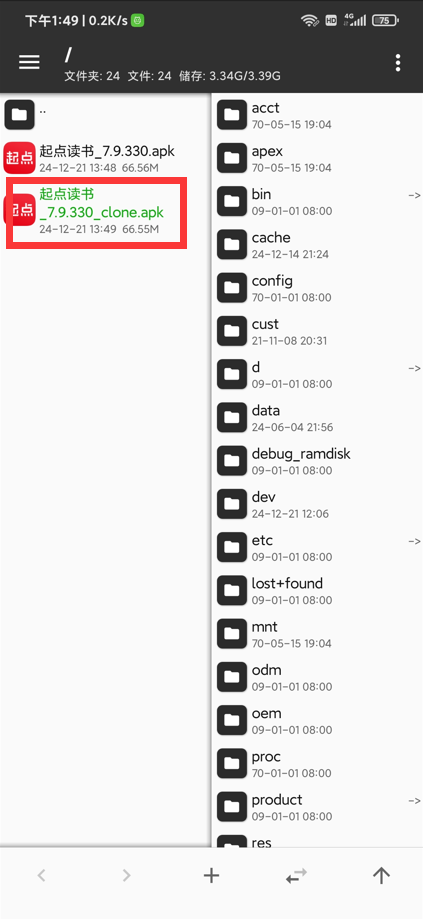 下午1:49 | 0.2K/s
HD 4G 75
/
文件夹: 24 文件: 24 储存: 3.34G/3.39G
..
起点
起点读书_7.9.330.apk
24-12-21 13:48 66.56M
起点
起点读书
_7.9.330_clone.apk
24-12-21 13:49 66.55M
acct
70-05-15 19:04
apex
70-05-15 19:04
bin
->
09-01-01 08:00
cache
24-12-14 21:24
config
70-01-01 08:00
cust
21-11-08 20:31
d
->
09-01-01 08:00
data
24-06-04 21:56
debug_ramdisk
09-01-01 08:00
dev
24-12-21 12:06
etc
->
09-01-01 08:00
lost+found
09-01-01 08:00
mnt
70-05-15 19:04
odm
09-01-01 08:00
oem
09-01-01 08:00
proc
70-01-01 08:00
product
->
09-01-01 08:00
res